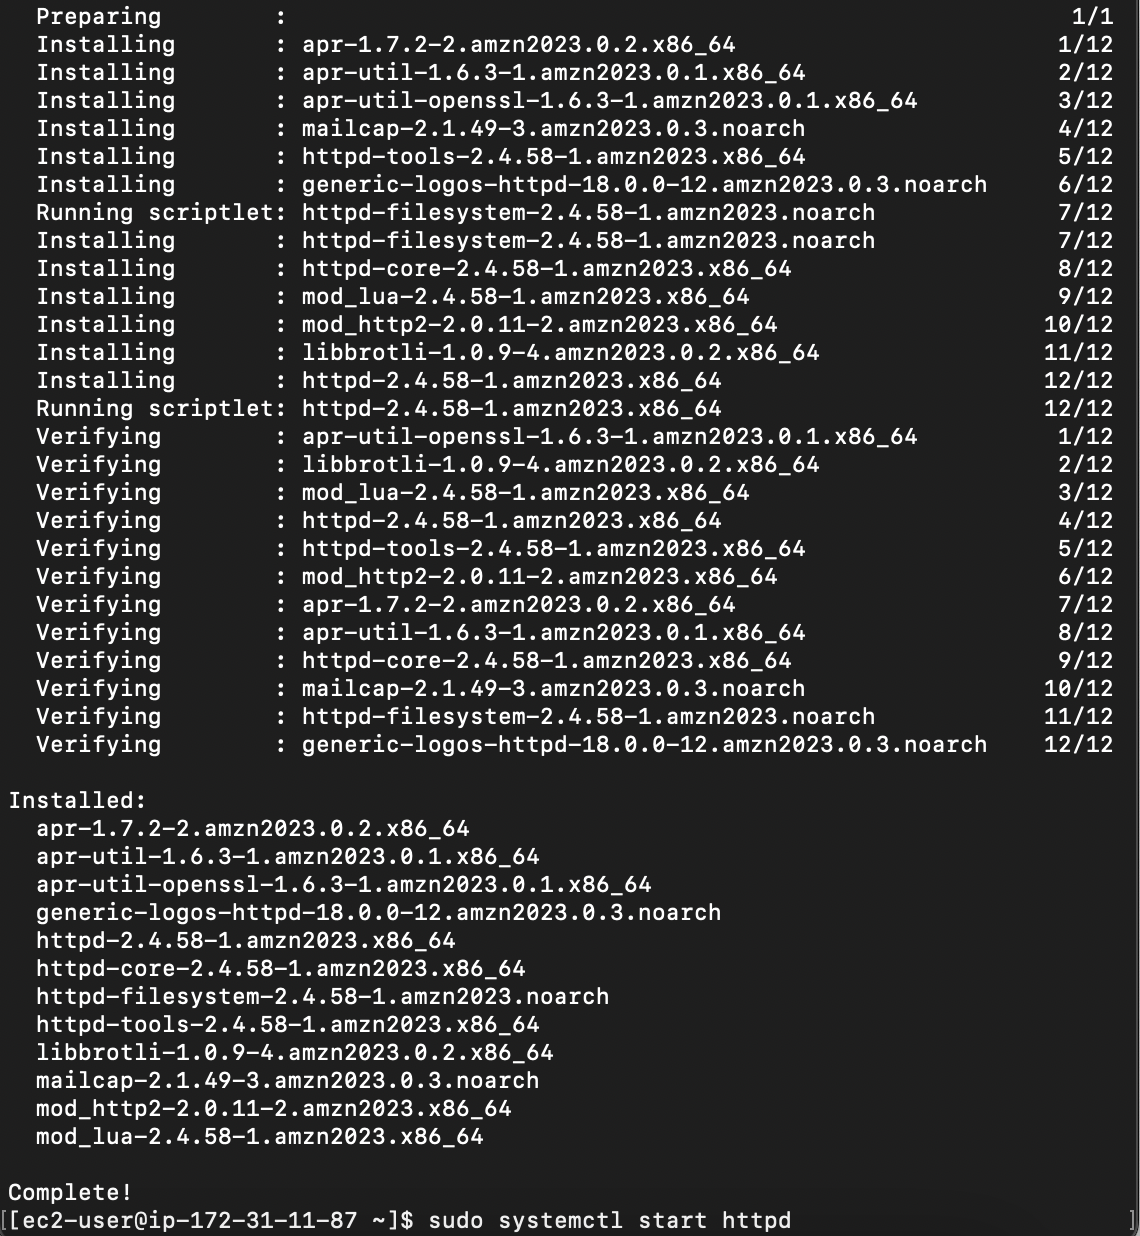 Preparing : 1/1
Installing : apr-1.7.2-2.amzn2023.0.2.x86_64 1/12
Installing : apr-util-1.6.3-1.amzn2023.0.1.x86_64 2/12
Installing : apr-util-openssl-1.6.3-1.amzn2023.0.1.x86_64 3/12
Installing : mailcap-2.1.49-3.amzn2023.0.3.noarch 4/12
Installing : httpd-tools-2.4.58-1.amzn2023.x86_64 5/12
Installing : generic-logos-httpd-18.0.0-12.amzn2023.0.3.noarch 6/12
Running scriptlet: httpd-filesystem-2.4.58-1.amzn2023.noarch 7/12
Installing : httpd-filesystem-2.4.58-1.amzn2023.noarch 7/12
Installing : httpd-core-2.4.58-1.amzn2023.x86_64 8/12
Installing : mod_lua-2.4.58-1.amzn2023.x86_64 9/12
Installing : mod_http2-2.0.11-2.amzn2023.x86_64 10/12
Installing : libbrotli-1.0.9-4.amzn2023.0.2.x86_64 11/12
Installing : httpd-2.4.58-1.amzn2023.x86_64 12/12
Running scriptlet: httpd-2.4.58-1.amzn2023.x86_64 12/12
Verifying : apr-util-openssl-1.6.3-1.amzn2023.0.1.x86_64 1/12
Verifying : libbrotli-1.0.9-4.amzn2023.0.2.x86_64 2/12
Verifying : mod_lua-2.4.58-1.amzn2023.x86_64 3/12
Verifying : httpd-2.4.58-1.amzn2023.x86_64 4/12
Verifying : httpd-tools-2.4.58-1.amzn2023.x86_64 5/12
Verifying : mod_http2-2.0.11-2.amzn2023.x86_64 6/12
Verifying : apr-1.7.2-2.amzn2023.0.2.x86_64 7/12
Verifying : apr-util-1.6.3-1.amzn2023.0.1.x86_64 8/12
Verifying : httpd-core-2.4.58-1.amzn2023.x86_64 9/12
Verifying : mailcap-2.1.49-3.amzn2023.0.3.noarch 10/12
Verifying : httpd-filesystem-2.4.58-1.amzn2023.noarch 11/12
Verifying : generic-logos-httpd-18.0.0-12.amzn2023.0.3.noarch 12/12
Installed:
apr-1.7.2-2.amzn2023.0.2.x86_64
apr-util-1.6.3-1.amzn2023.0.1.x86_64
apr-util-openssl-1.6.3-1.amzn2023.0.1.x86_64
generic-logos-httpd-18.0.0-12.amzn2023.0.3.noarch
httpd-2.4.58-1.amzn2023.x86_64
httpd-core-2.4.58-1.amzn2023.x86_64
httpd-filesystem-2.4.58-1.amzn2023.noarch
httpd-tools-2.4.58-1.amzn2023.x86_64
libbrotli-1.0.9-4.amzn2023.0.2.x86_64
mailcap-2.1.49-3.amzn2023.0.3.noarch
mod_http2-2.0.11-2.amzn2023.x86_64
mod_lua-2.4.58-1.amzn2023.x86_64
Complete!
[[ec2-user@ip-172-31-11-87 ~]$ sudo systemctl start httpd ]